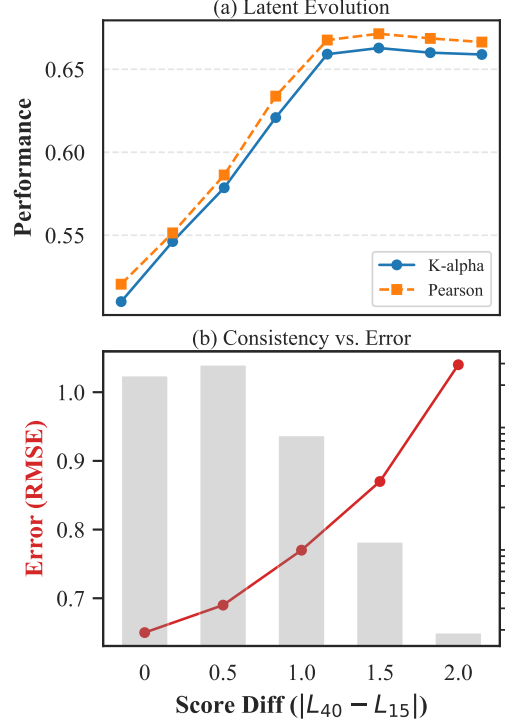 (a) Latent Evolution
Performance
0.65
0.60
0.55
K-alpha
Pearson
(b) Consistency vs. Error
Error (RMSE)
1.0
0.9
0.8
0.7
0 0.5 1.0 1.5 2.0
Score Diff (|L₄₀ − L₁₅|)